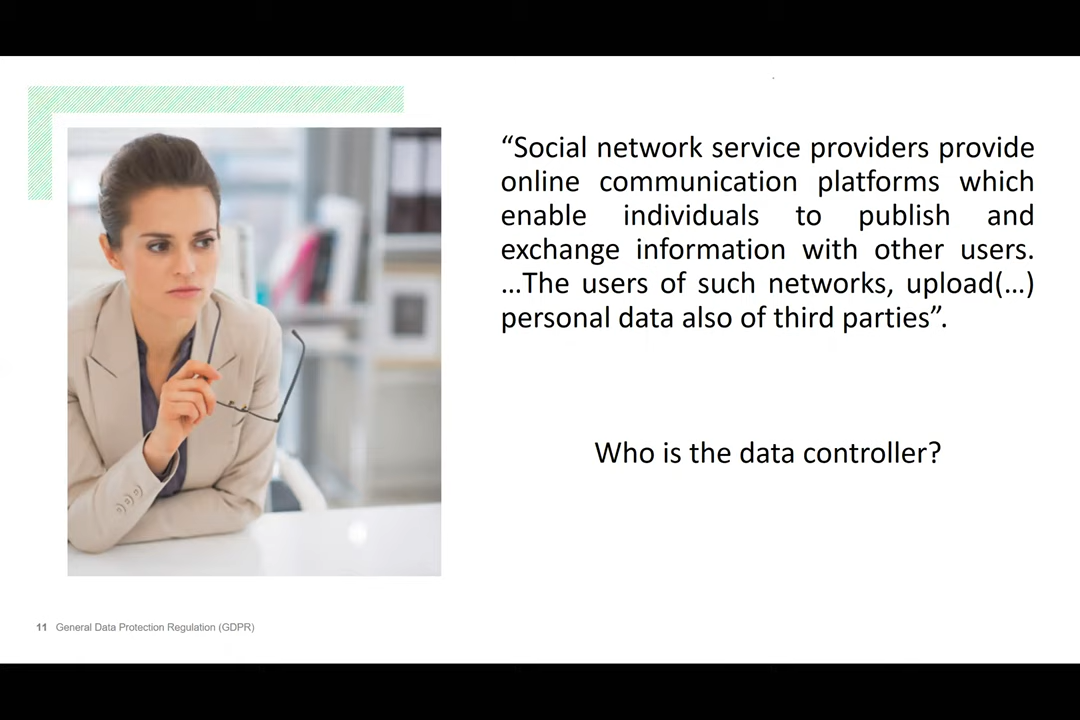 “Social network service providers provide
online communication platforms which
enable individuals to publish and
exchange information with other users.
…The users of such networks, upload(…)
personal data also of third parties”.
Who is the data controller?
11 General Data Protection Regulation (GDPR)